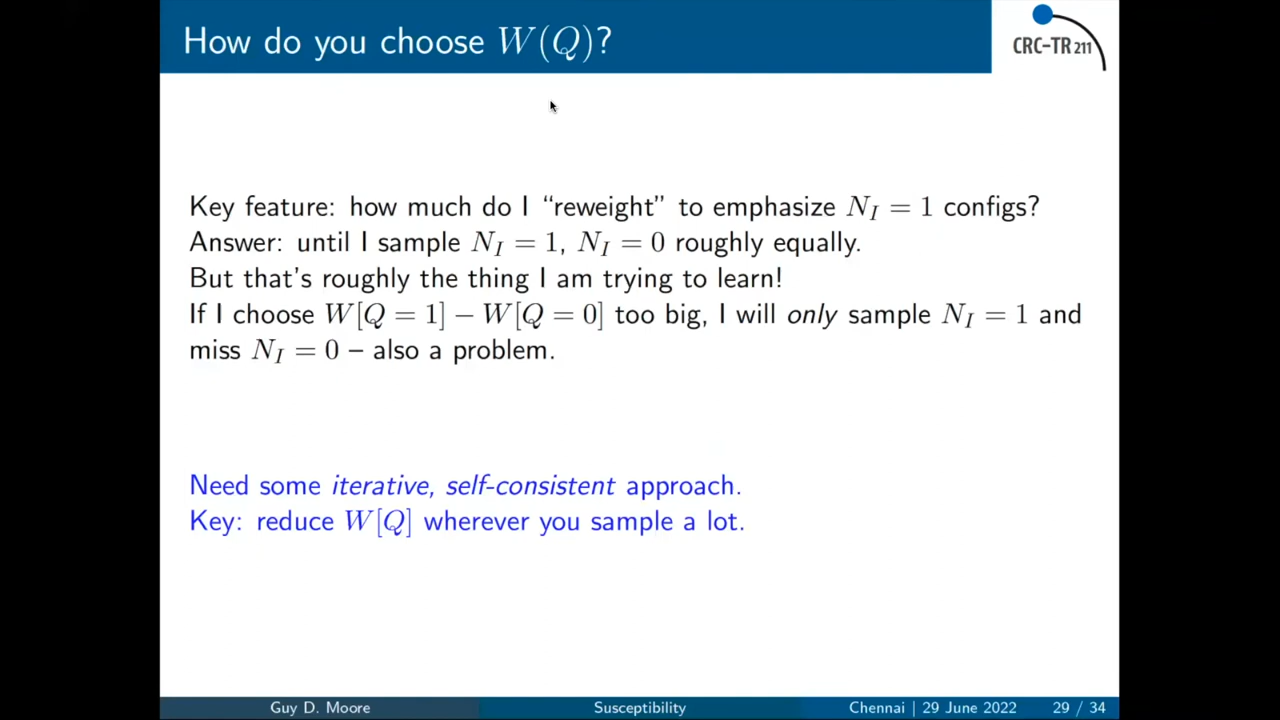 How do you choose W(Q)?
CRC-TR 211
Key feature: how much do I “reweight” to emphasize N_I = 1 configs?
Answer: until I sample N_I = 1, N_I = 0 roughly equally.
But that's roughly the thing I am trying to learn!
If I choose W[Q = 1] − W[Q = 0] too big, I will only sample N_I = 1 and
miss N_I = 0 – also a problem.
Need some iterative, self-consistent approach.
Key: reduce W[Q] wherever you sample a lot.
Guy D. Moore Susceptibility Chennai | 29 June 2022 29 / 34